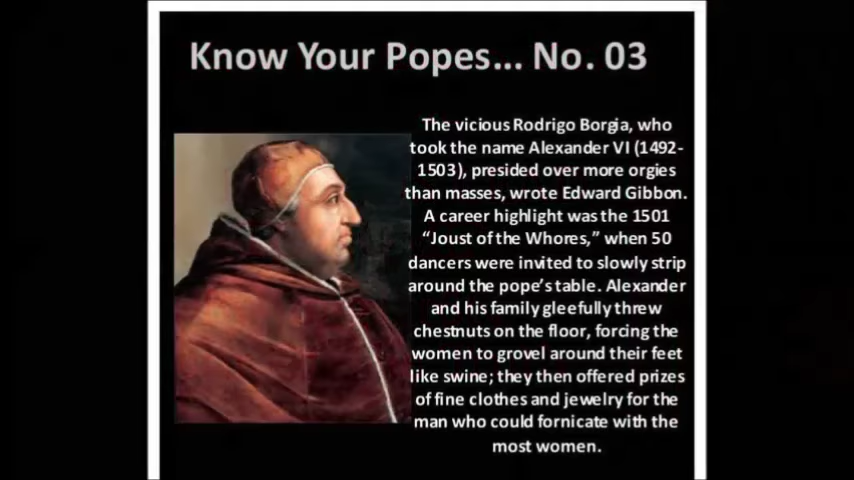 Know Your Popes... No. 03
The vicious Rodrigo Borgia, who
took the name Alexander VI (1492-
1503), presided over more orgies
than masses, wrote Edward Gibbon.
A career highlight was the 1501
“Joust of the Whores,” when 50
dancers were invited to slowly strip
around the pope’s table. Alexander
and his family gleefully threw
chestnuts on the floor, forcing the
women to grovel around their feet
like swine; they then offered prizes
of fine clothes and jewelry for the
man who could fornicate with the
most women.